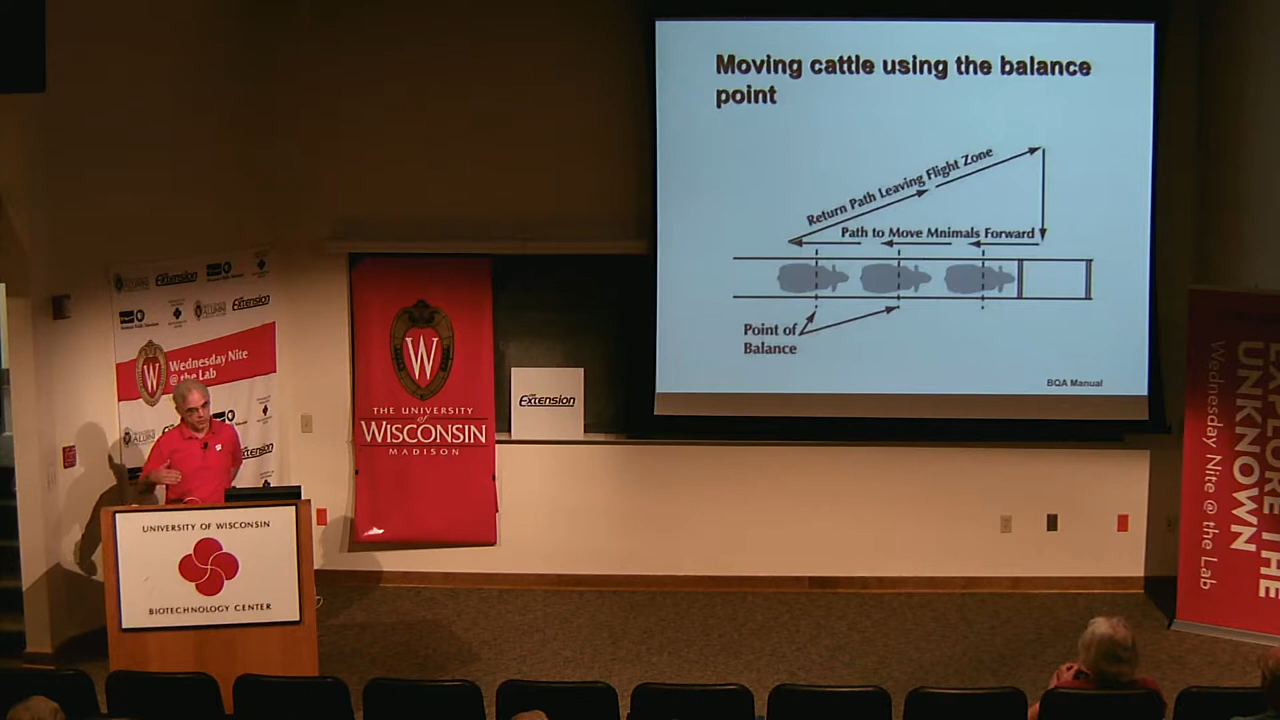 Moving cattle using the balance
point
Return Path Leaving Flight Zone
Path to Move Mnimals Forward
Point of
Balance
BQA Manual
Extension
Wednesday Nite
@ the Lab
Extension
Extension
W
THE UNIVERSITY
of
WISCONSIN
MADISON
Extension
UNIVERSITY OF WISCONSIN
BIOTECHNOLOGY CENTER
EXPLORE THE
UNKNOWN
Wednesday Nite @ the Lab